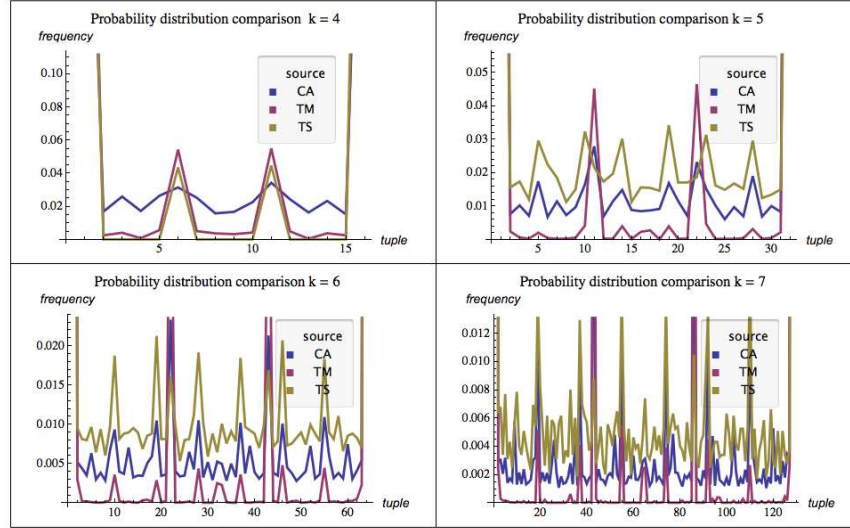 Probability distribution comparison k = 4
frequency
0.10
0.08
0.06
0.04
0.02
source
CA
TM
TS
5 10 15
tuple
Probability distribution comparison k = 5
frequency
0.05
0.04
0.03
0.02
0.01
source
CA
TM
TS
5 10 15 20 25 30
tuple
Probability distribution comparison k = 6
frequency
0.020
0.015
0.010
0.005
source
CA
TM
TS
10 20 30 40 50 60
tuple
Probability distribution comparison k = 7
frequency
0.012
0.010
0.008
0.006
0.004
0.002
source
CA
TM
TS
20 40 60 80 100 120
tuple